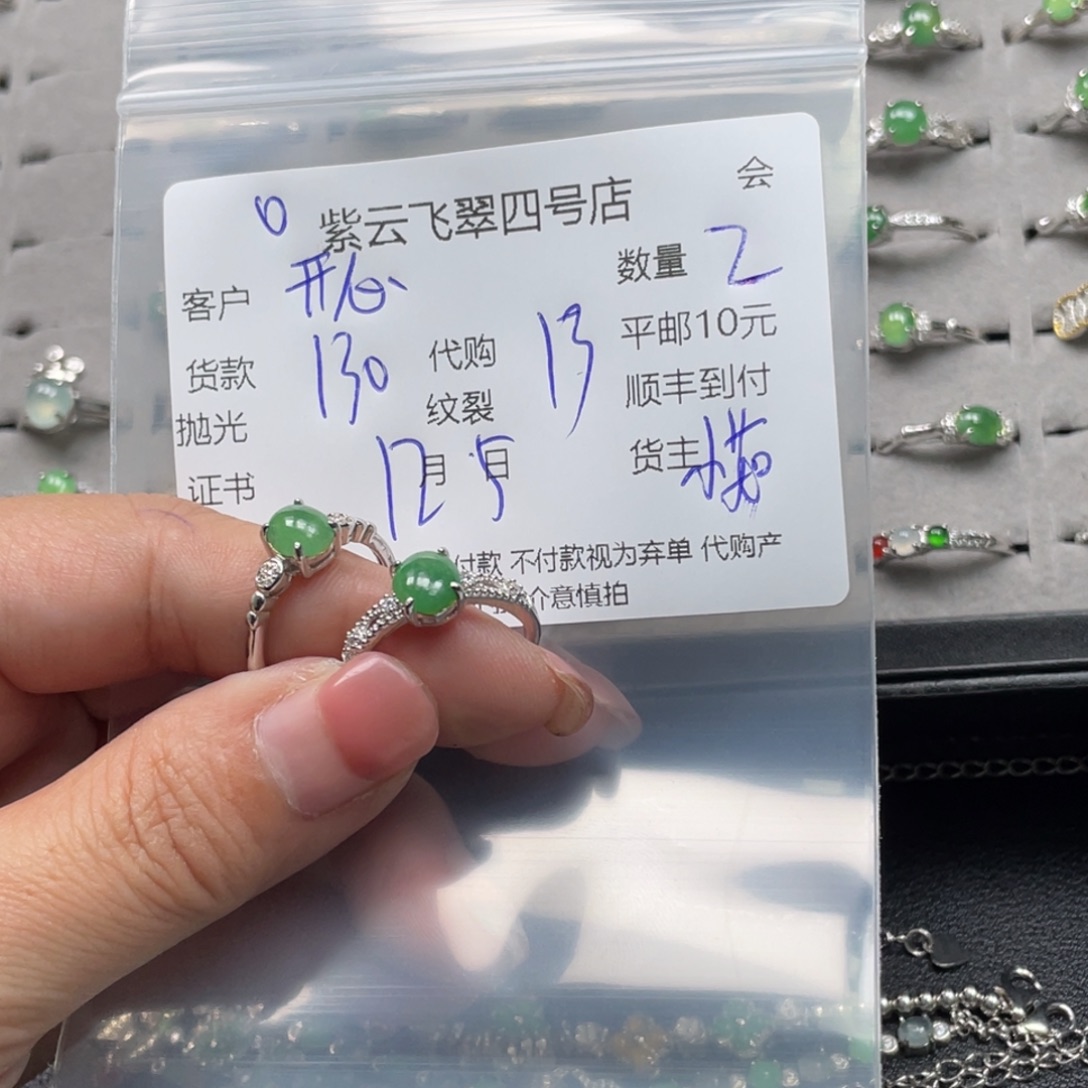 会
0 紫云飞翠四号店
客户 开心 数量 2
货款 130 代购 13 平邮10元
抛光 纹裂 顺丰到付
证书 12月5日 货主
付款 不付款视为弃单 代购产
介意慎拍